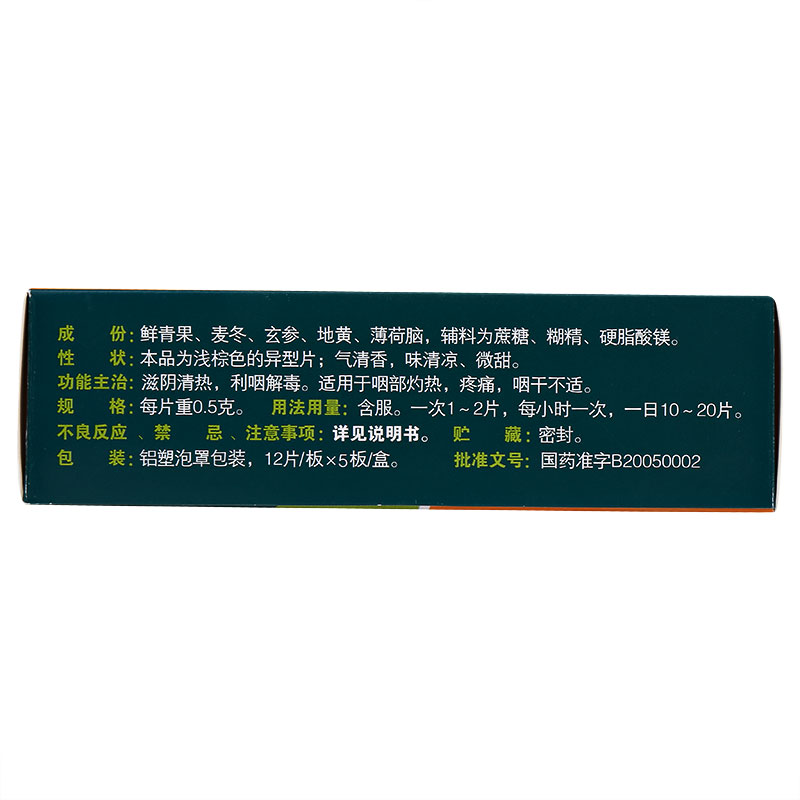 成　份：鲜青果、麦冬、玄参、地黄、薄荷脑，辅料为蔗糖、糊精、硬脂酸镁。
性　状：本品为浅棕色的异型片；气清香，味清凉、微甜。
功能主治：滋阴清热，利咽解毒。适用于咽部灼热，疼痛，咽干不适。
规　格：每片重0.5克。　用法用量：含服。一次1～2片，每小时一次，一日10～20片。
不良反应、禁　忌、注意事项：详见说明书。　贮　藏：密封。
包　装：铝塑泡罩包装，12片/板×5板/盒。　批准文号：国药准字B20050002